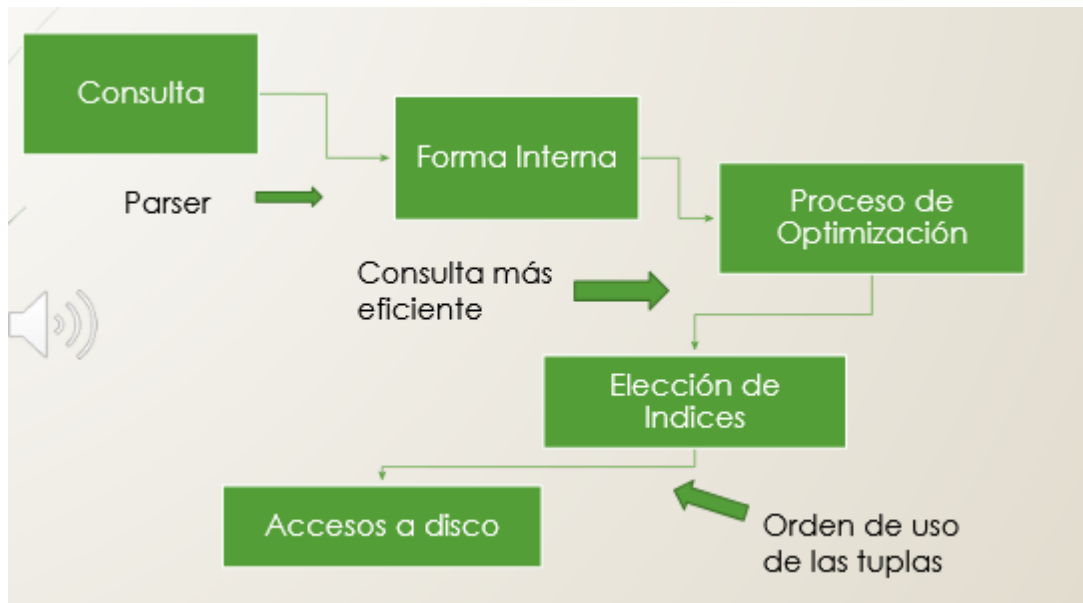 Consulta
Forma Interna
Parser
Proceso de
Optimización
Consulta más
eficiente
Elección de
Indices
Accesos a disco
Orden de uso
de las tuplas